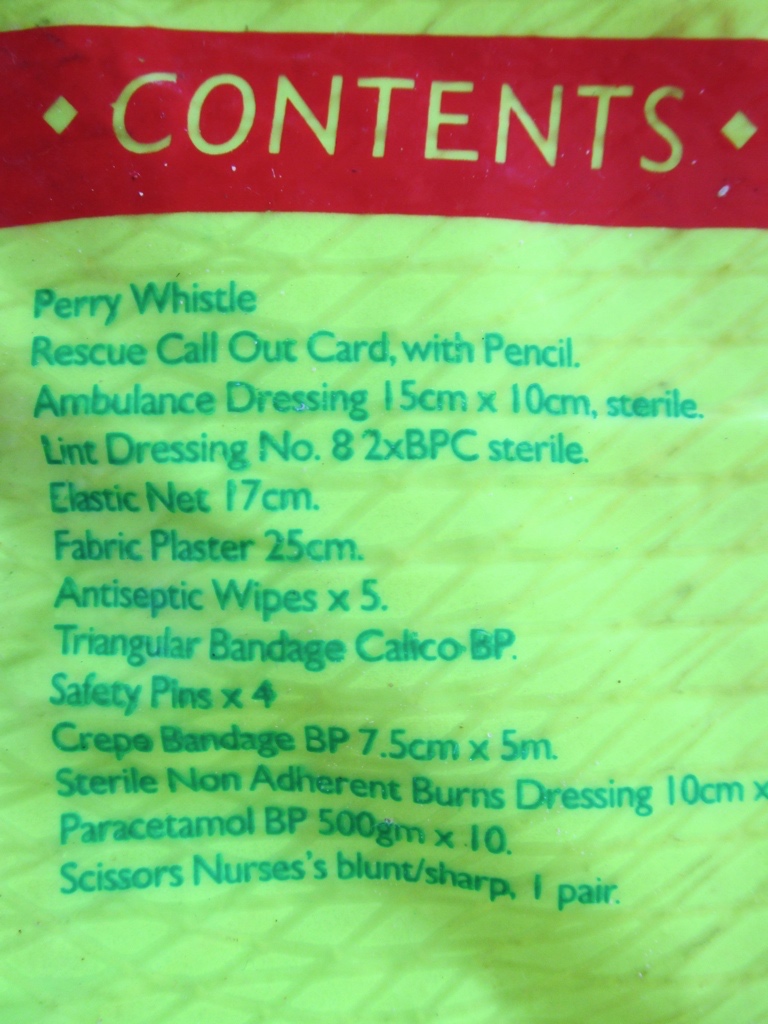 CONTENTS
Perry Whistle
Rescue Call Out Card, with Pencil.
Ambulance Dressing 15cm x 10cm, sterile.
Lint Dressing No. 8 2xBPC sterile.
Elastic Net 17cm.
Fabric Plaster 25cm.
Antiseptic Wipes x 5.
Triangular Bandage Calico BP.
Safety Pins x 4
Crepe Bandage BP 7.5cm x 5m.
Sterile Non Adherent Burns Dressing 10cm x
Paracetamol BP 500gm x 10.
Scissors Nurses's blunt/sharp, 1 pair.